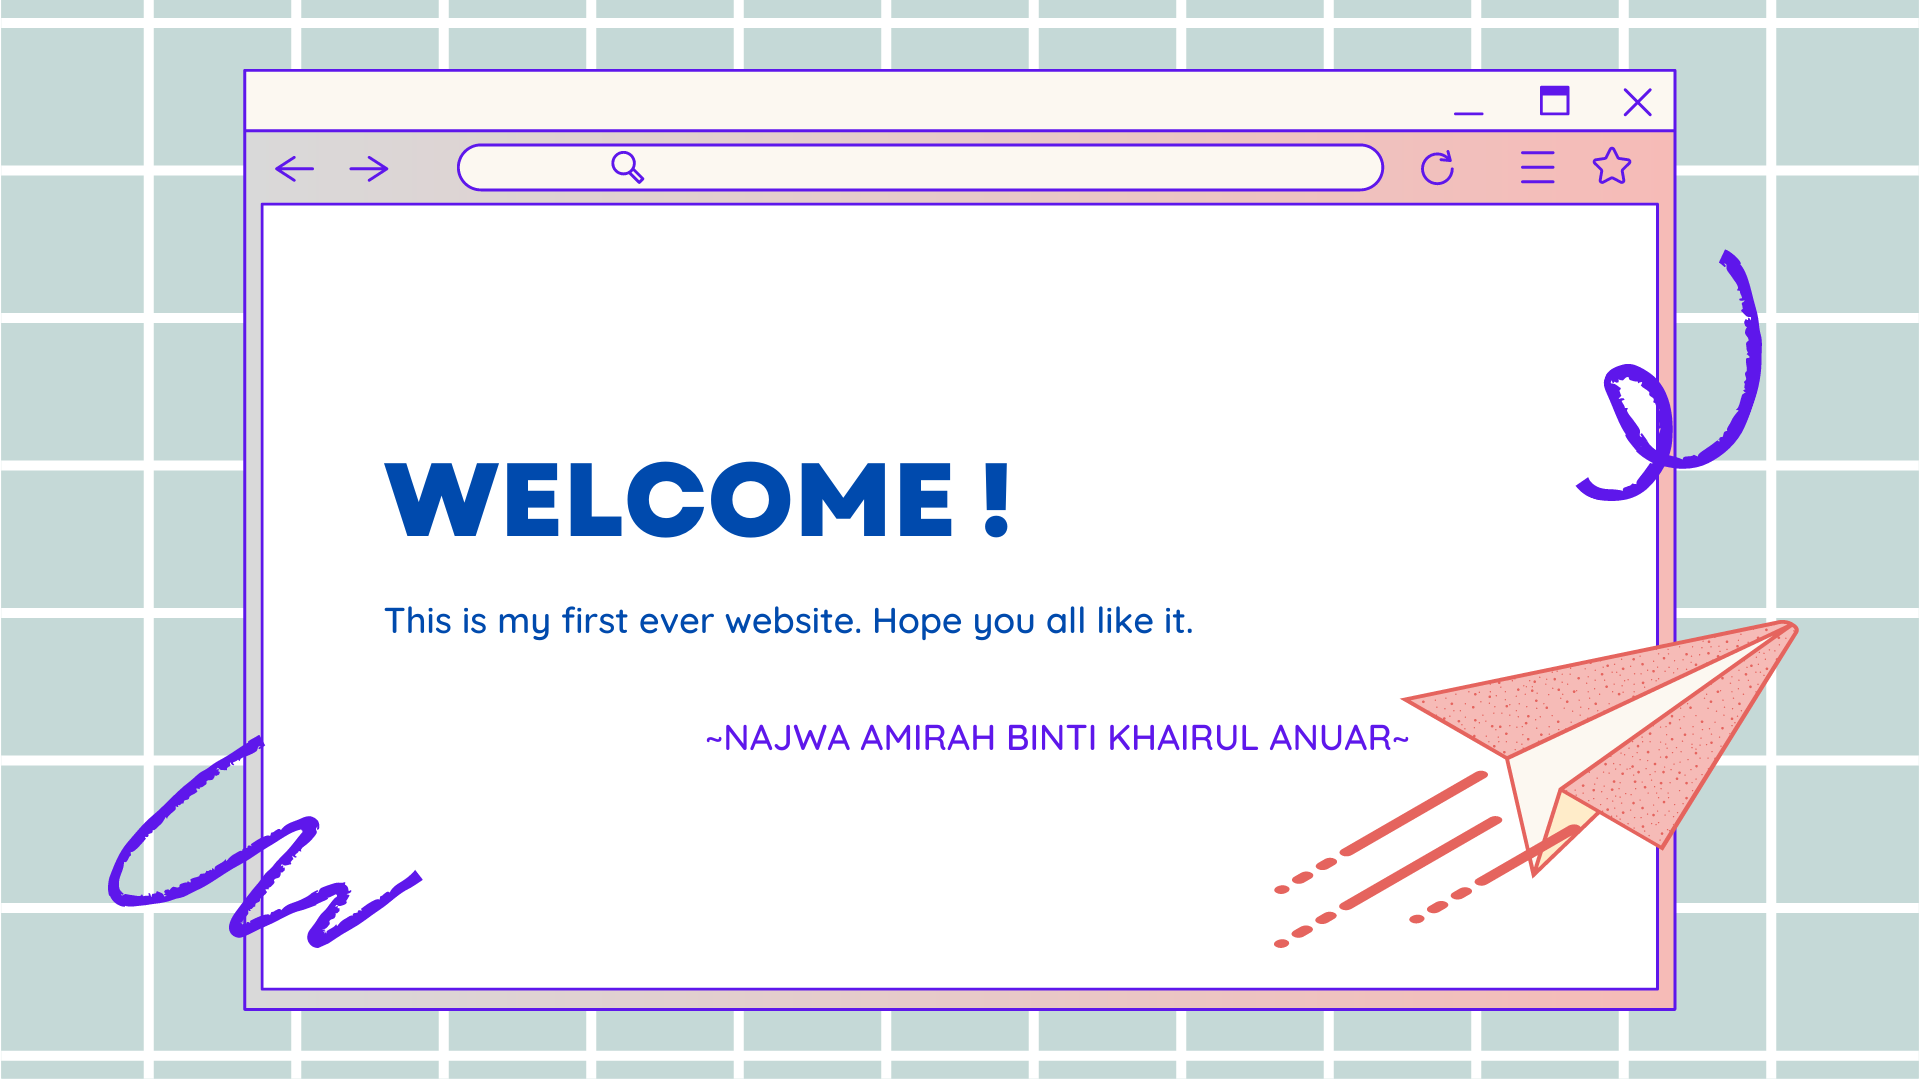 WELCOME !
This is my first ever website. Hope you all like it.
~NAJWA AMIRAH BINTI KHAIRUL ANUAR~